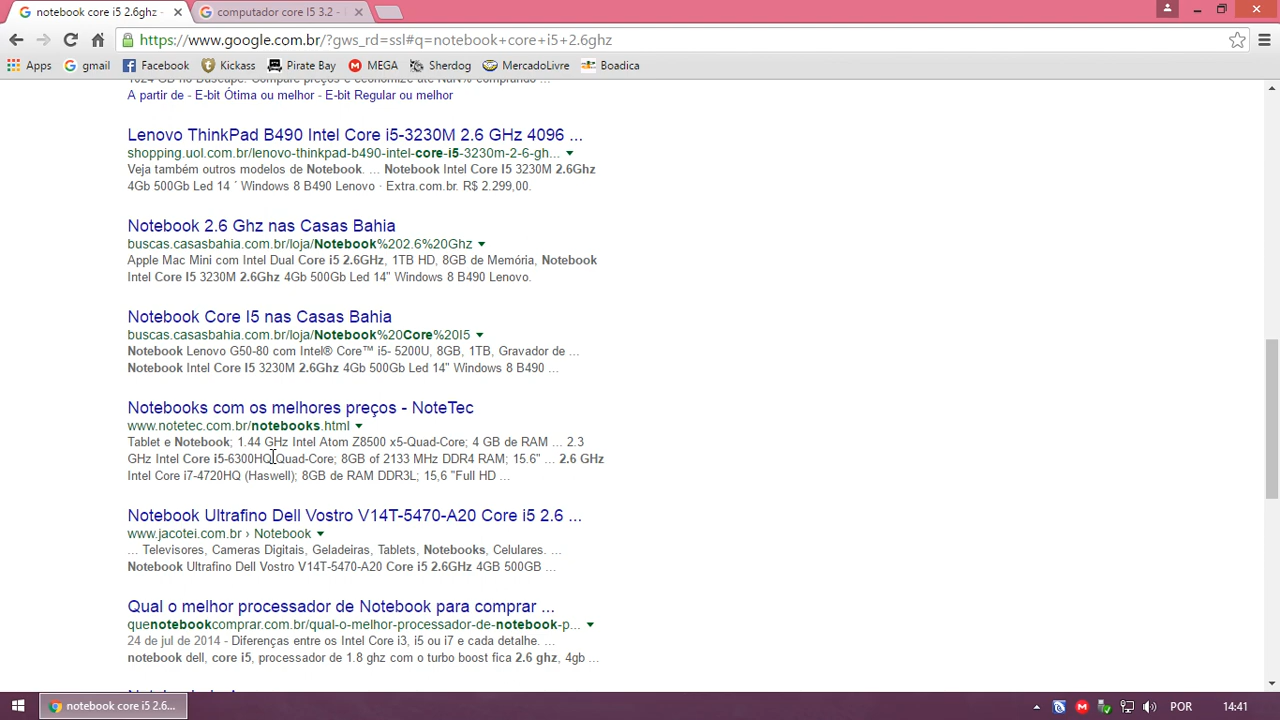 notebook core i5 2.6ghz -
computador core I5 3.2 -
https://www.google.com.br/?gws_rd=ssl#q=notebook+core+i5+2.6ghz
Apps gmail Facebook Kickass Pirate Bay MEGA Sherdog MercadoLivre Boadica
1024 GB no Buscapé. Compare preços e economize até NaN% comprando ...
A partir de - E-bit Ótima ou melhor - E-bit Regular ou melhor
Lenovo ThinkPad B490 Intel Core i5-3230M 2.6 GHz 4096 ...
shopping.uol.com.br/lenovo-thinkpad-b490-intel-core-i5-3230m-2-6-gh...
Veja também outros modelos de Notebook. ... Notebook Intel Core I5 3230M 2.6Ghz
4Gb 500Gb Led 14 ´ Windows 8 B490 Lenovo · Extra.com.br. R$ 2.299,00.
Notebook 2.6 Ghz nas Casas Bahia
buscas.casasbahia.com.br/loja/Notebook%202.6%20Ghz
Apple Mac Mini com Intel Dual Core i5 2.6GHz, 1TB HD, 8GB de Memória, Notebook
Intel Core I5 3230M 2.6Ghz 4Gb 500Gb Led 14" Windows 8 B490 Lenovo.
Notebook Core I5 nas Casas Bahia
buscas.casasbahia.com.br/loja/Notebook%20Core%20I5
Notebook Lenovo G50-80 com Intel® Core™ i5- 5200U, 8GB, 1TB, Gravador de ...
Notebook Intel Core I5 3230M 2.6Ghz 4Gb 500Gb Led 14" Windows 8 B490 ...
Notebooks com os melhores preços - NoteTec
www.notetec.com.br/notebooks.html
Tablet e Notebook; 1.44 GHz Intel Atom Z8500 x5-Quad-Core; 4 GB de RAM ... 2.3
GHz Intel Core i5-6300HQ Quad-Core; 8GB of 2133 MHz DDR4 RAM; 15.6" ... 2.6 GHz
Intel Core i7-4720HQ (Haswell); 8GB de RAM DDR3L; 15,6 "Full HD ...
Notebook Ultrafino Dell Vostro V14T-5470-A20 Core i5 2.6 ...
www.jacotei.com.br › Notebook
... Televisores, Cameras Digitais, Geladeiras, Tablets, Notebooks, Celulares. ...
Notebook Ultrafino Dell Vostro V14T-5470-A20 Core i5 2.6GHz 4GB 500GB ...
Qual o melhor processador de Notebook para comprar ...
quenotebookcomprar.com.br/qual-o-melhor-processador-de-notebook-p...
24 de jul de 2014 - Diferenças entre os Intel Core i3, i5 ou i7 e cada detalhe. ...
notebook dell, core i5, processador de 1.8 ghz com o turbo boost fica 2.6 ghz, 4gb ...
notebook core i5 2.6...
POR
14:41